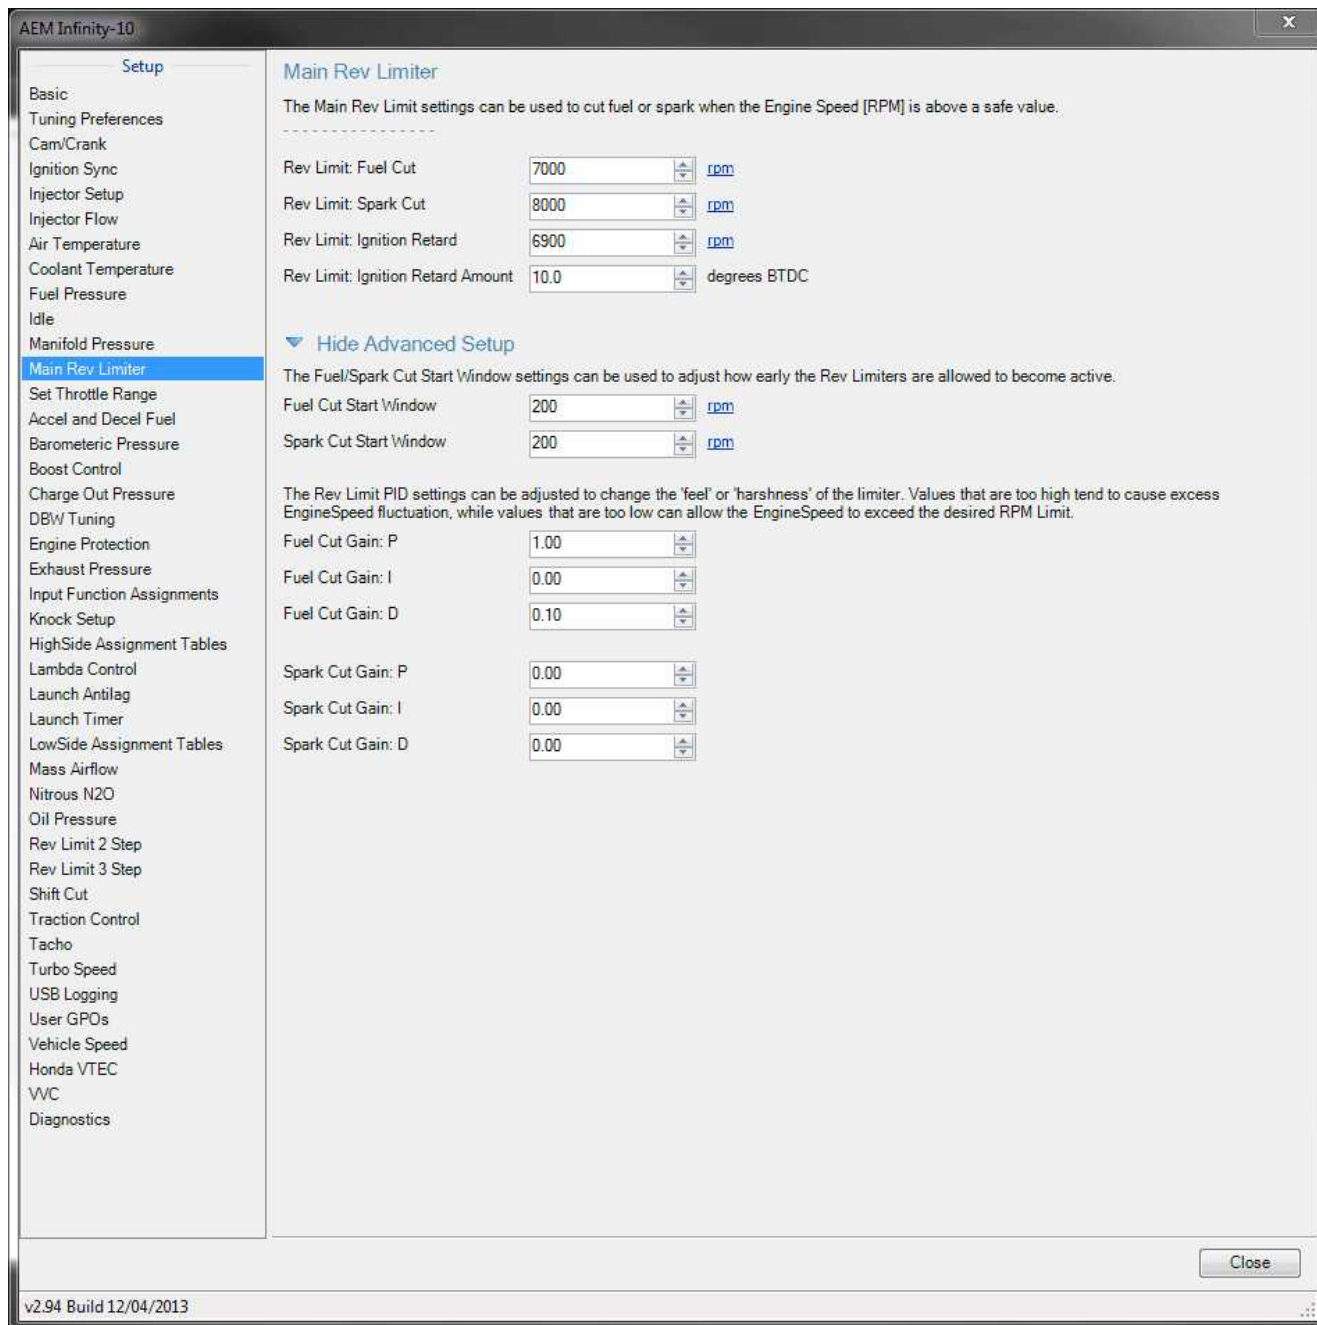 AEM Infinity-10
Setup
Basic
Tuning Preferences
Cam/Crank
Ignition Sync
Injector Setup
Injector Flow
Air Temperature
Coolant Temperature
Fuel Pressure
Idle
Manifold Pressure
Main Rev Limiter
Set Throttle Range
Accel and Decel Fuel
Barometeric Pressure
Boost Control
Charge Out Pressure
DBW Tuning
Engine Protection
Exhaust Pressure
Input Function Assignments
Knock Setup
HighSide Assignment Tables
Lambda Control
Launch Antilag
Launch Timer
LowSide Assignment Tables
Mass Airflow
Nitrous N2O
Oil Pressure
Rev Limit 2 Step
Rev Limit 3 Step
Shift Cut
Traction Control
Tacho
Turbo Speed
USB Logging
User GPOs
Vehicle Speed
Honda VTEC
VVC
Diagnostics
Main Rev Limiter
The Main Rev Limit settings can be used to cut fuel or spark when the Engine Speed [RPM] is above a safe value.
- - - - - - - - - - - - - - - -
Rev Limit: Fuel Cut 7000 rpm
Rev Limit: Spark Cut 8000 rpm
Rev Limit: Ignition Retard 6900 rpm
Rev Limit: Ignition Retard Amount 10.0 degrees BTDC
Hide Advanced Setup
The Fuel/Spark Cut Start Window settings can be used to adjust how early the Rev Limiters are allowed to become active.
Fuel Cut Start Window 200 rpm
Spark Cut Start Window 200 rpm
The Rev Limit PID settings can be adjusted to change the 'feel' or 'harshness' of the limiter. Values that are too high tend to cause excess
EngineSpeed fluctuation, while values that are too low can allow the EngineSpeed to exceed the desired RPM Limit.
Fuel Cut Gain: P 1.00
Fuel Cut Gain: I 0.00
Fuel Cut Gain: D 0.10
Spark Cut Gain: P 0.00
Spark Cut Gain: I 0.00
Spark Cut Gain: D 0.00
Close
v2.94 Build 12/04/2013